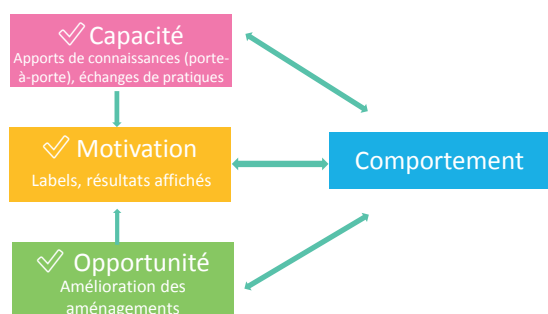 Capacité
Apports de connaissances (porte-
à-porte), échanges de pratiques
Motivation
Labels, résultats affichés
Comportement
Opportunité
Amélioration des
aménagements